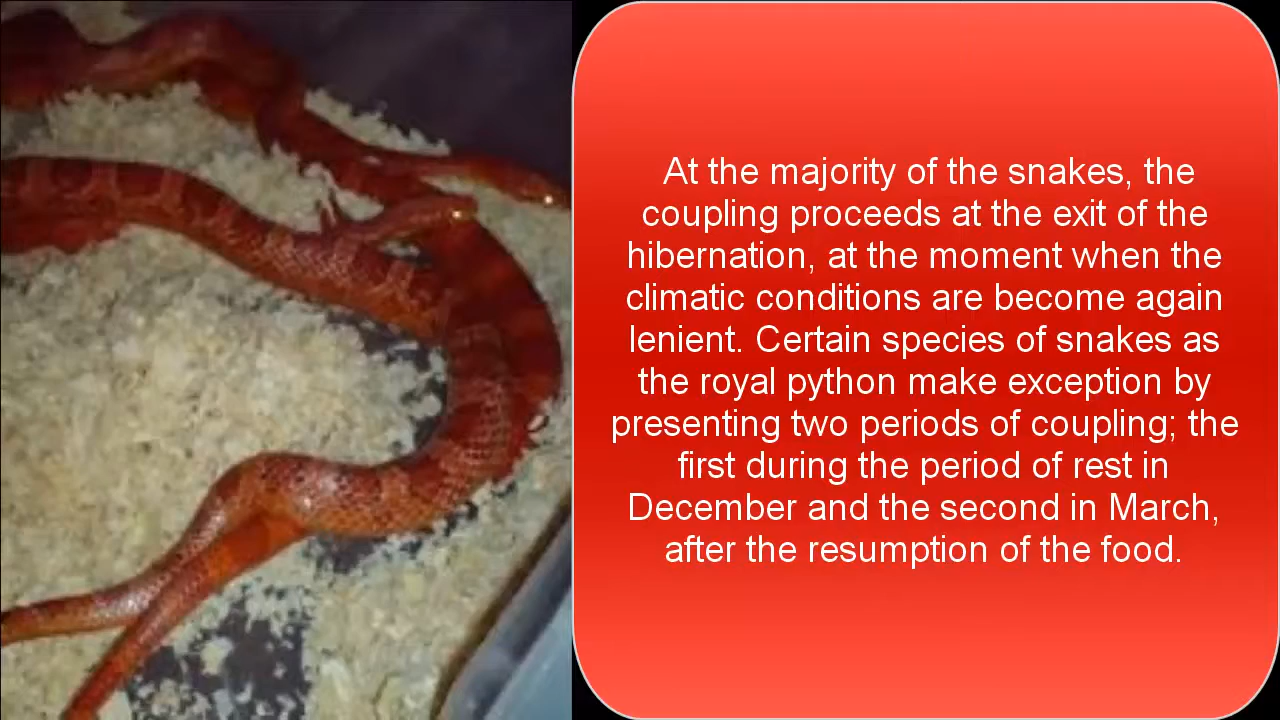 At the majority of the snakes, the
coupling proceeds at the exit of the
hibernation, at the moment when the
climatic conditions are become again
lenient. Certain species of snakes as
the royal python make exception by
presenting two periods of coupling; the
first during the period of rest in
December and the second in March,
after the resumption of the food.